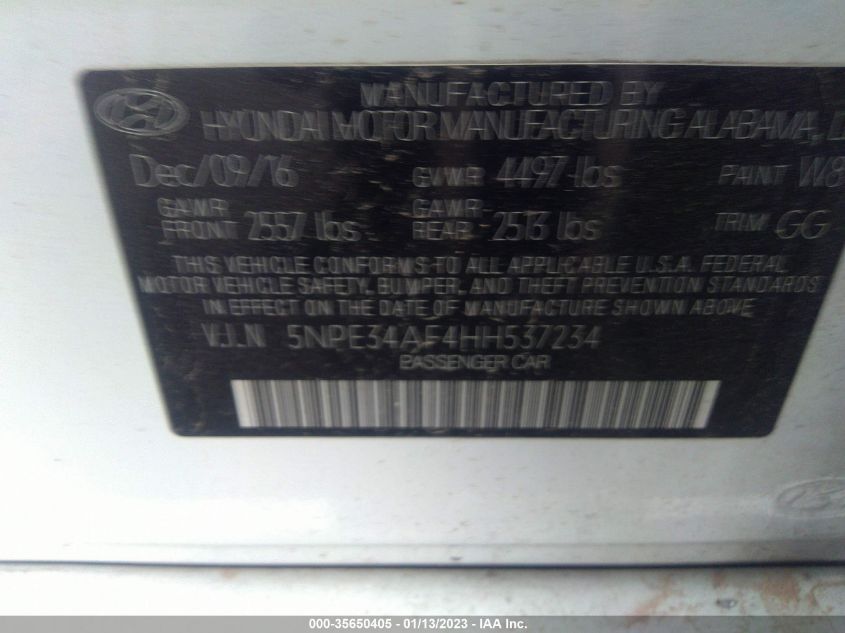 MANUFACTURED BY
HYUNDAI MOTOR MANUFACTURING ALABAMA,
Dec/09/16 GVWR 4497 lbs PAINT W8
GAWR FRONT 2557 lbs GAWR REAR 2513 lbs TRIM GG
THIS VEHICLE CONFORMS TO ALL APPLICABLE U.S.A. FEDERAL
MOTOR VEHICLE SAFETY, BUMPER, AND THEFT PREVENTION STANDARDS
IN EFFECT ON THE DATE OF MANUFACTURE SHOWN ABOVE.
V.I.N 5NPE34AF4HH537234
PASSENGER CAR
000-35650405 - 01/13/2023 - IAA Inc.